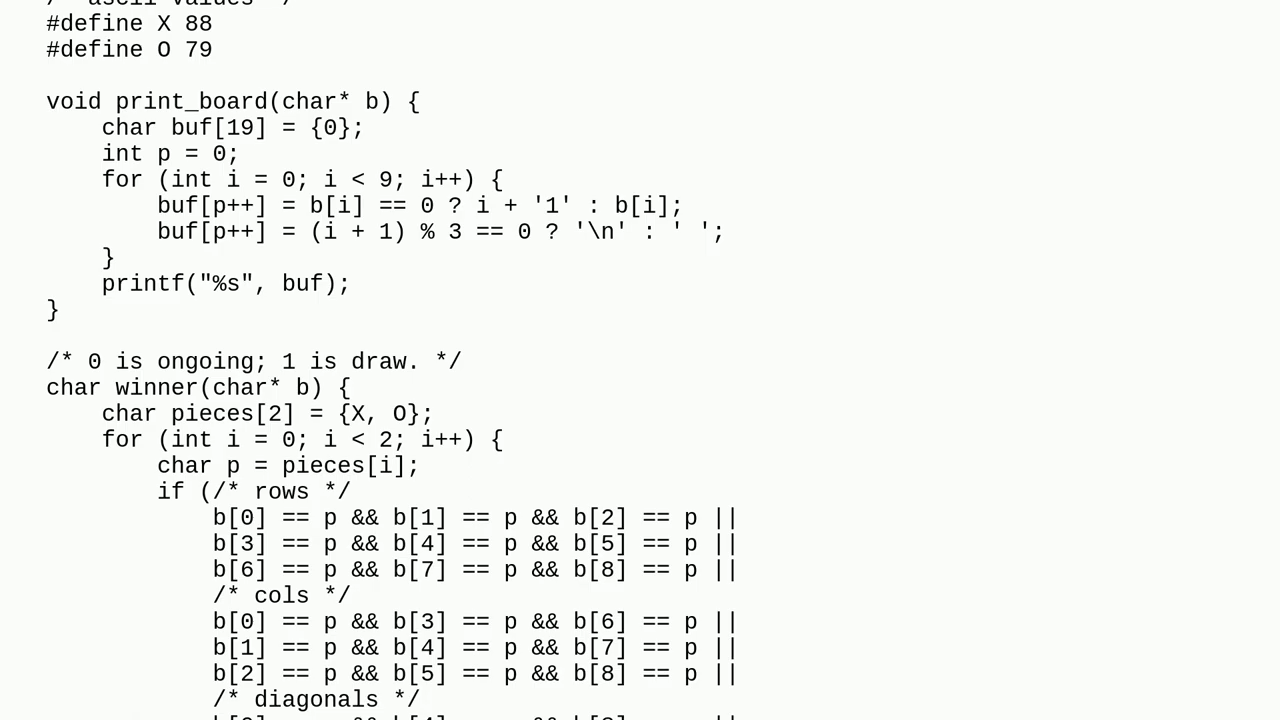 /* ascii values */
#define X 88
#define O 79

void print_board(char* b) {
    char buf[19] = {0};
    int p = 0;
    for (int i = 0; i < 9; i++) {
        buf[p++] = b[i] == 0 ? i + '1' : b[i];
        buf[p++] = (i + 1) % 3 == 0 ? '\n' : ' ';
    }
    printf("%s", buf);
}

/* 0 is ongoing; 1 is draw. */
char winner(char* b) {
    char pieces[2] = {X, O};
    for (int i = 0; i < 2; i++) {
        char p = pieces[i];
        if (/* rows */
            b[0] == p && b[1] == p && b[2] == p ||
            b[3] == p && b[4] == p && b[5] == p ||
            b[6] == p && b[7] == p && b[8] == p ||
            /* cols */
            b[0] == p && b[3] == p && b[6] == p ||
            b[1] == p && b[4] == p && b[7] == p ||
            b[2] == p && b[5] == p && b[8] == p ||
            /* diagonals */